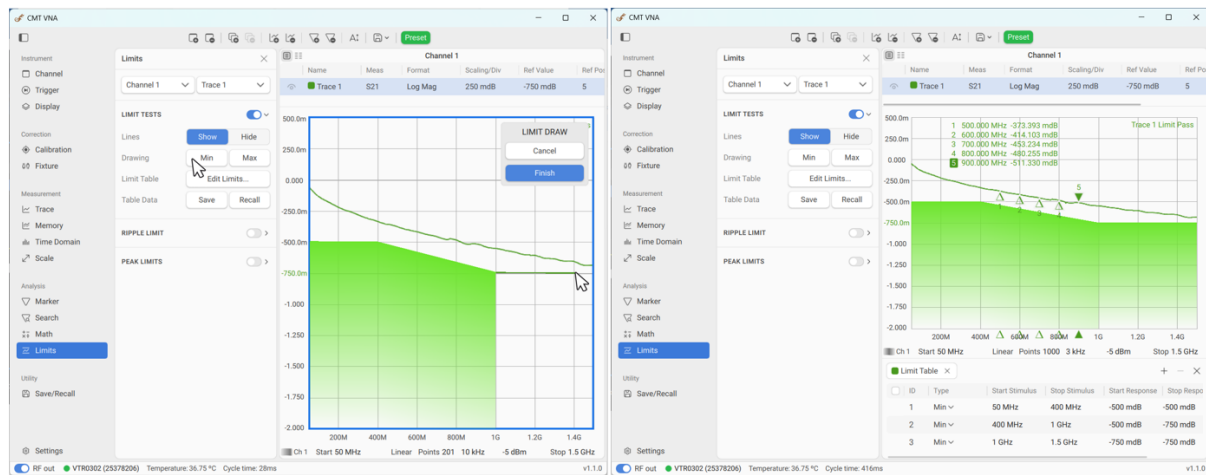 CMT VNA
Preset
Instrument
Channel
Trigger
Display
Correction
Calibration
Fixture
Measurement
Trace
Memory
Time Domain
Scale
Analysis
Marker
Search
Math
Limits
Utility
Save/Recall
Settings
Limits
Channel 1 Trace 1
LIMIT TESTS
Lines Show Hide
Drawing Min Max
Limit Table Edit Limits...
Table Data Save Recall
RIPPLE LIMIT
PEAK LIMITS
Channel 1
Name Meas Format Scaling/Div Ref Value Ref Pos
Trace 1 S21 Log Mag 250 mdB -750 mdB 5
LIMIT DRAW
Cancel
Finish
500.0m
250.0m
0.000
-250.0m
-500.0m
-750.0m
-1.000
-1.250
-1.500
-1.750
-2.000
200M 400M 600M 800M 1G 1.2G 1.4G
Ch 1 Start 50 MHz Linear Points 201 10 kHz -5 dBm Stop 1.5 GHz
RF out VTR0302 (25378206) Temperature: 36.75 ºC Cycle time: 28ms v1.1.0
CMT VNA
Preset
Instrument
Channel
Trigger
Display
Correction
Calibration
Fixture
Measurement
Trace
Memory
Time Domain
Scale
Analysis
Marker
Search
Math
Limits
Utility
Save/Recall
Settings
Limits
Channel 1 Trace 1
LIMIT TESTS
Lines Show Hide
Drawing Min Max
Limit Table Edit Limits...
Table Data Save Recall
RIPPLE LIMIT
PEAK LIMITS
Channel 1
Name Meas Format Scaling/Div Ref Value Ref Po
Trace 1 S21 Log Mag 250 mdB -750 mdB 5
Trace 1 Limit Pass
1 500.000 MHz -373.393 mdB
2 600.000 MHz -414.103 mdB
3 700.000 MHz -453.234 mdB
4 800.000 MHz -480.255 mdB
5 900.000 MHz -511.330 mdB
500.0m
250.0m
0.000
-250.0m
-500.0m
-750.0m
-1.000
-1.250
-1.500
-1.750
-2.000
1 2 3 4 5
200M 400M 600M 800M 1G 1.2G 1.4G
Ch 1 Start 50 MHz Linear Points 1000 3 kHz -5 dBm Stop 1.5 GHz
Limit Table
ID Type Start Stimulus Stop Stimulus Start Response Stop Respo
1 Min 50 MHz 400 MHz -500 mdB -500 mdB
2 Min 400 MHz 1 GHz -500 mdB -750 mdB
3 Min 1 GHz 1.5 GHz -750 mdB -750 mdB
RF out VTR0302 (25378206) Temperature: 36.75 ºC Cycle time: 416ms v1.1.0